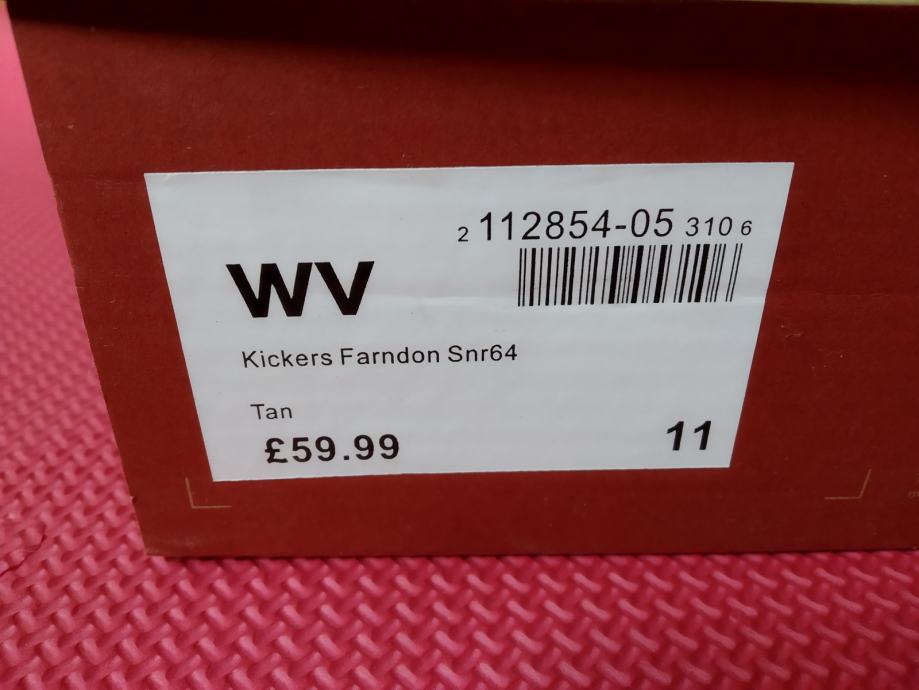 2 112854-05 310 6
WV
Kickers Farndon Snr64
Tan
£59.99
11